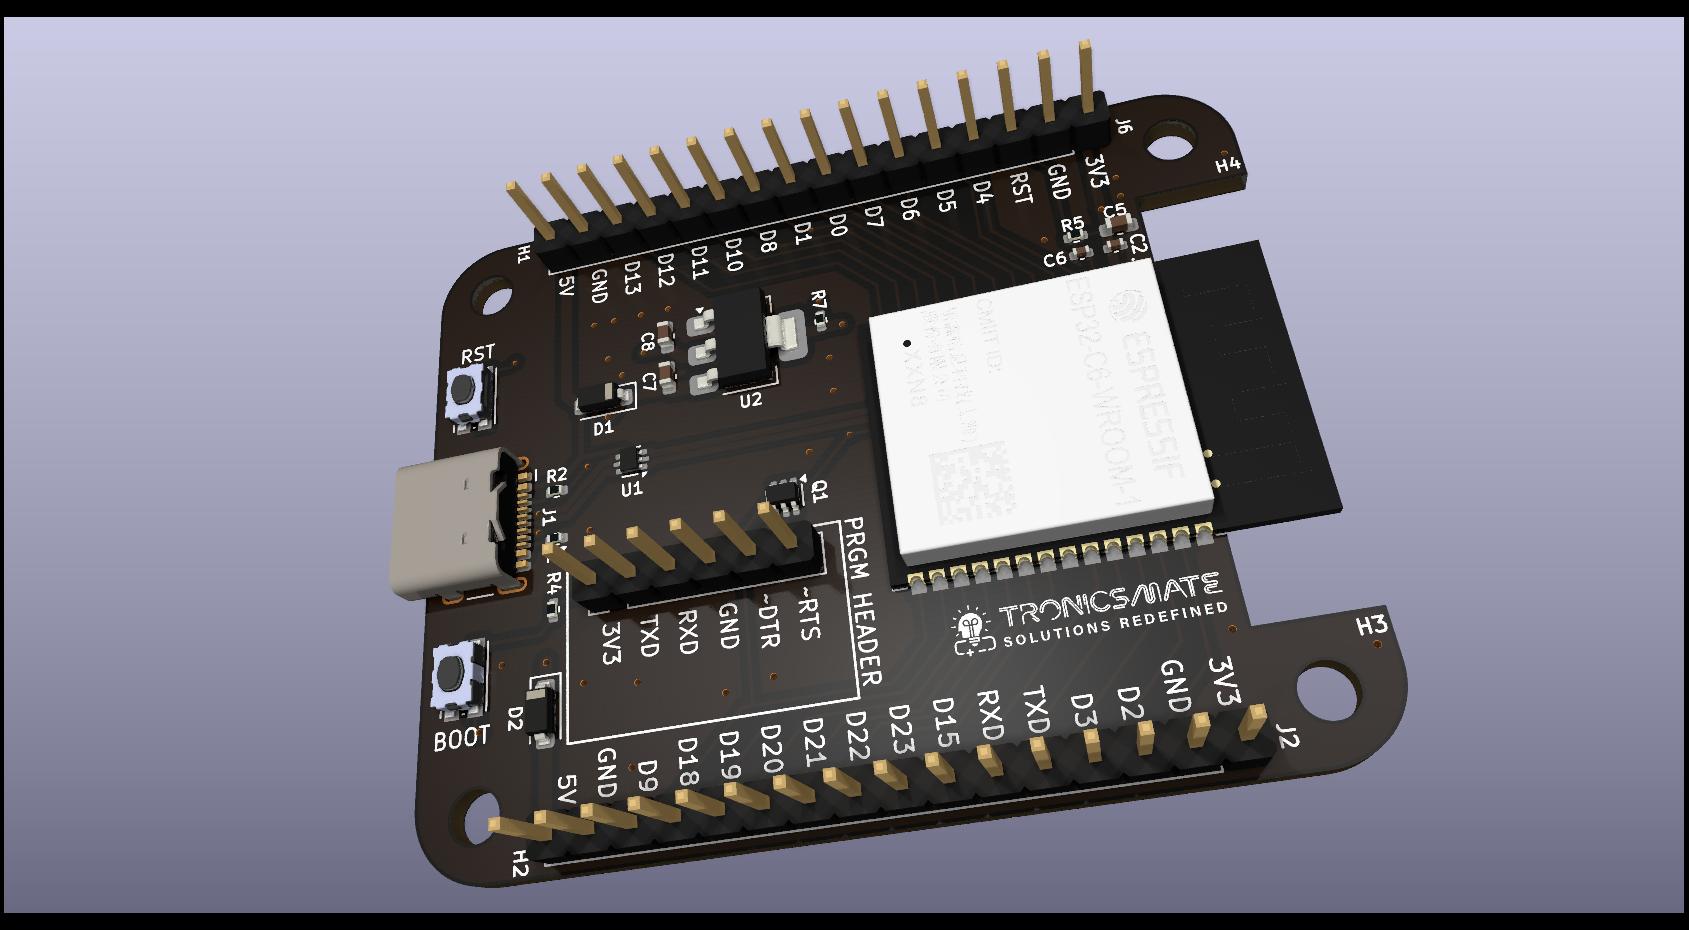 J6
H4
H1
5V
GND
D13
D12
D11
D10
D8
D1
D0
D7
D6
D5
D4
RST
GND
3V3
R5
C5
C6
C2
RST
C8
C7
R7
U2
D1
U1
R2
J1
R4
Q1
ESPRESSIF
ESP32-C6-WROOM-1
CMIIT ID:
PRGM HEADER
3V3
TXD
RXD
GND
~DTR
~RTS
TRONICSMATE
SOLUTIONS REDEFINED
H3
BOOT
D2
5V
GND
D9
D18
D19
D20
D21
D22
D23
D15
RXD
TXD
D3
D2
GND
3V3
J2
H2